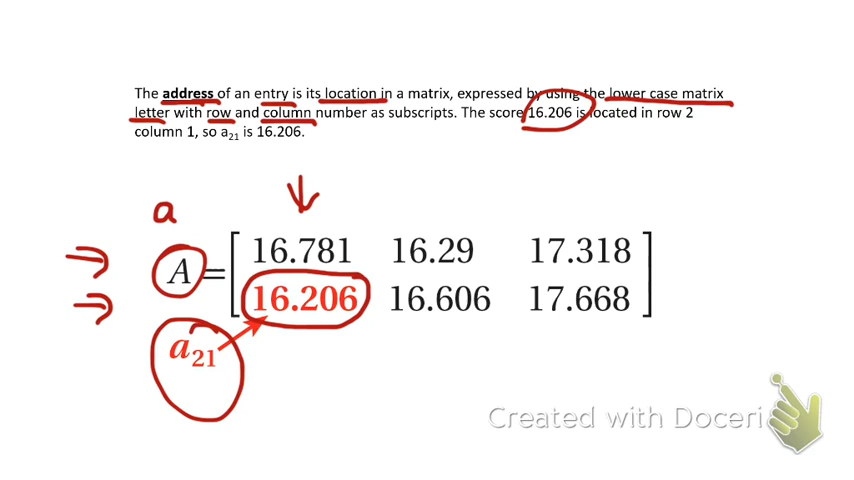 The address of an entry is its location in a matrix, expressed by using the lower case matrix
letter with row and column number as subscripts. The score 16.206 is located in row 2
column 1, so a21 is 16.206.
a
A = [ 16.781 16.29 17.318
16.206 16.606 17.668 ]
a21
Created with Doceri